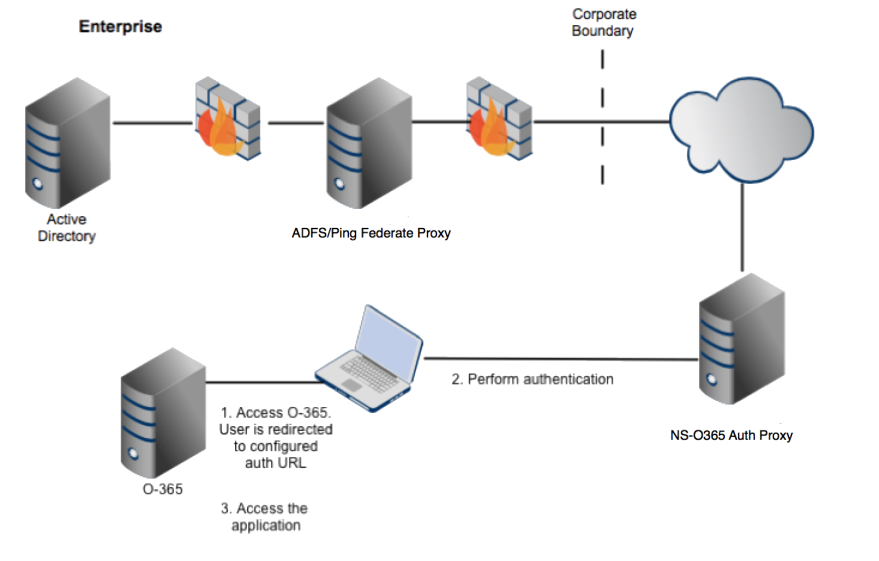 Enterprise
Corporate
Boundary
Active
Directory
ADFS/Ping Federate Proxy
2. Perform authentication
1. Access O-365.
User is redirected
to configured
auth URL
NS-O365 Auth Proxy
O-365
3. Access the
application